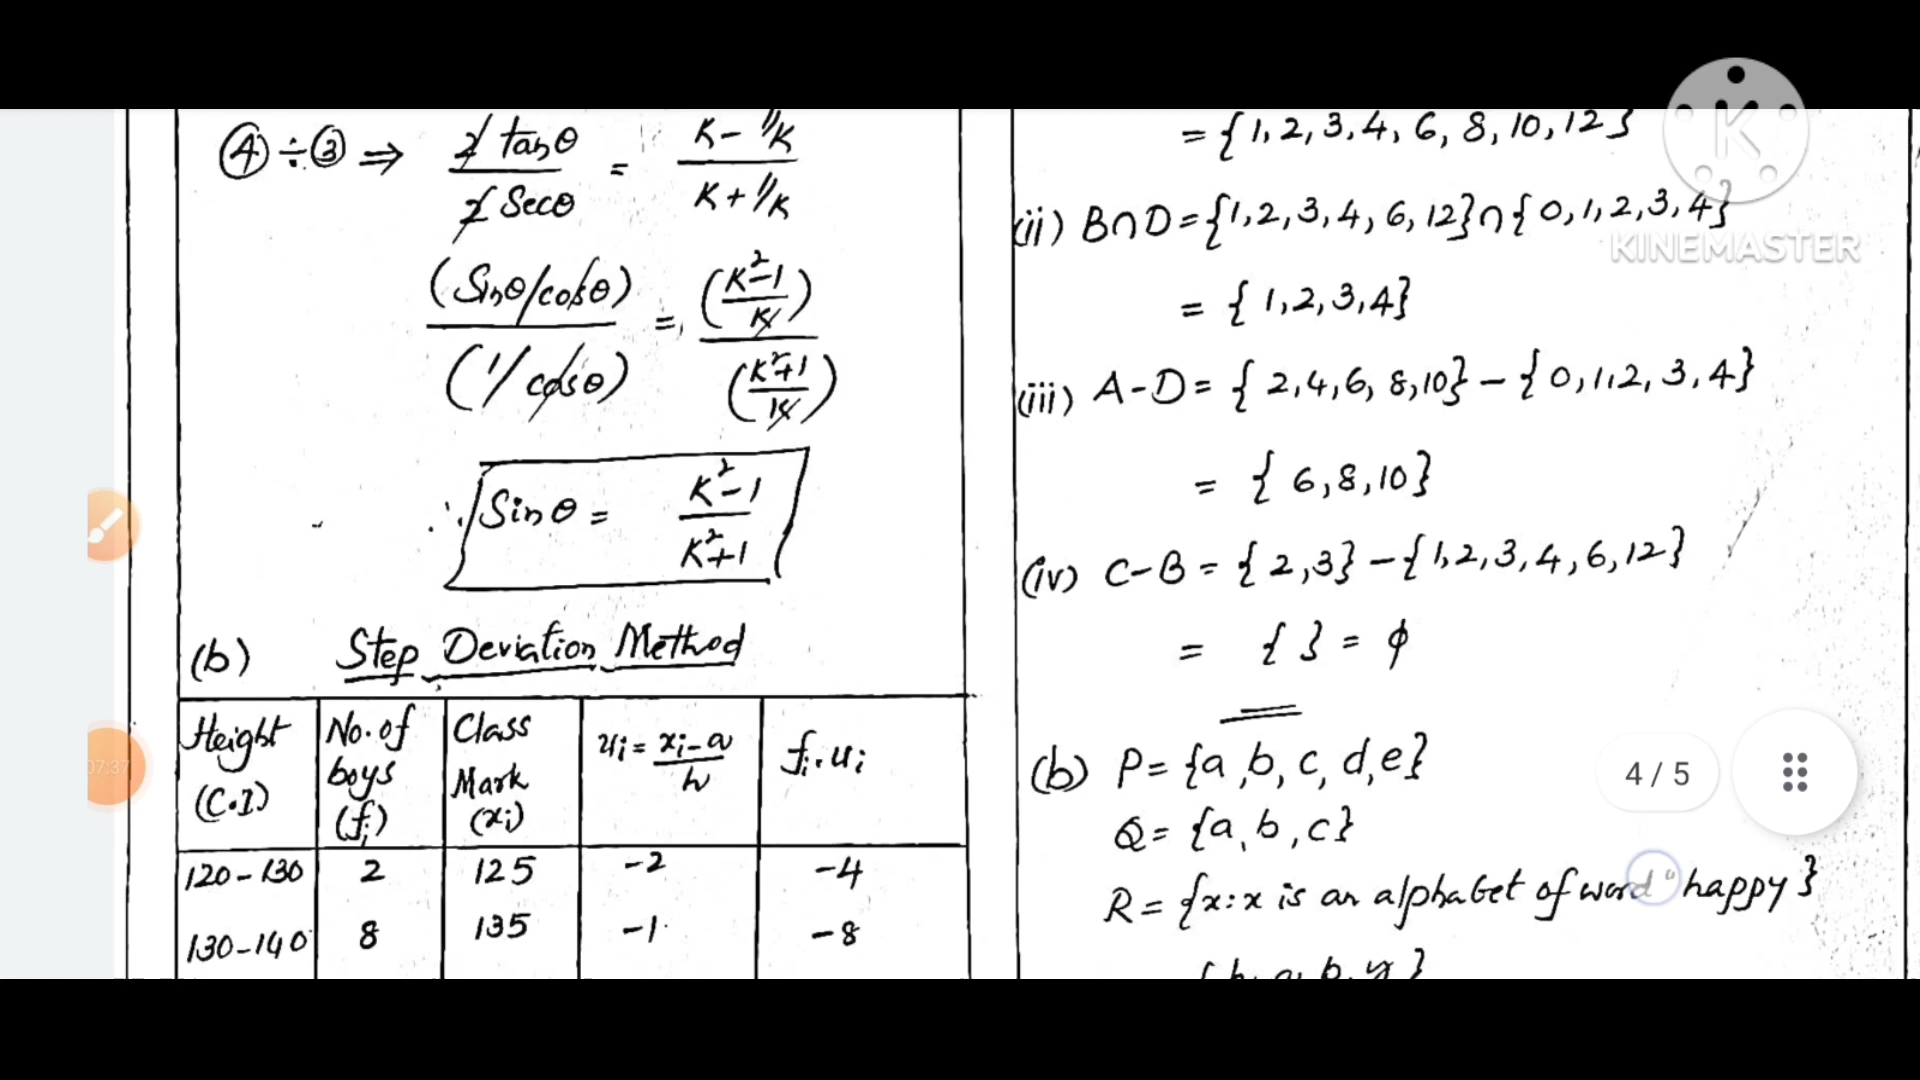 ④÷③ ⇒ 2 tanθ / 2 Secθ = K - 1/K / K + 1/K
(Sinθ/cosθ) / (1/cosθ) = (K²-1 / K) / (K²+1 / K)
∴ Sinθ = K²-1 / K²+1
(b) Step Deviation Method
Height (C.I) | No. of boys (fi) | Class Mark (xi) | ui = xi-a / h | fi.ui
120-130 | 2 | 125 | -2 | -4
130-140 | 8 | 135 | -1 | -8
= {1,2,3,4,6,8,10,12}
(ii) B∩D = {1,2,3,4,6,12}∩{0,1,2,3,4}
= {1,2,3,4}
(iii) A-D = {2,4,6,8,10} - {0,1,2,3,4}
= {6,8,10}
(iv) C-B = {2,3} - {1,2,3,4,6,12}
= { } = ϕ
(b) P = {a,b,c,d,e}
Q = {a,b,c}
R = {x:x is an alphabet of word "happy}
K
KINEMASTER
4 / 5
07:37